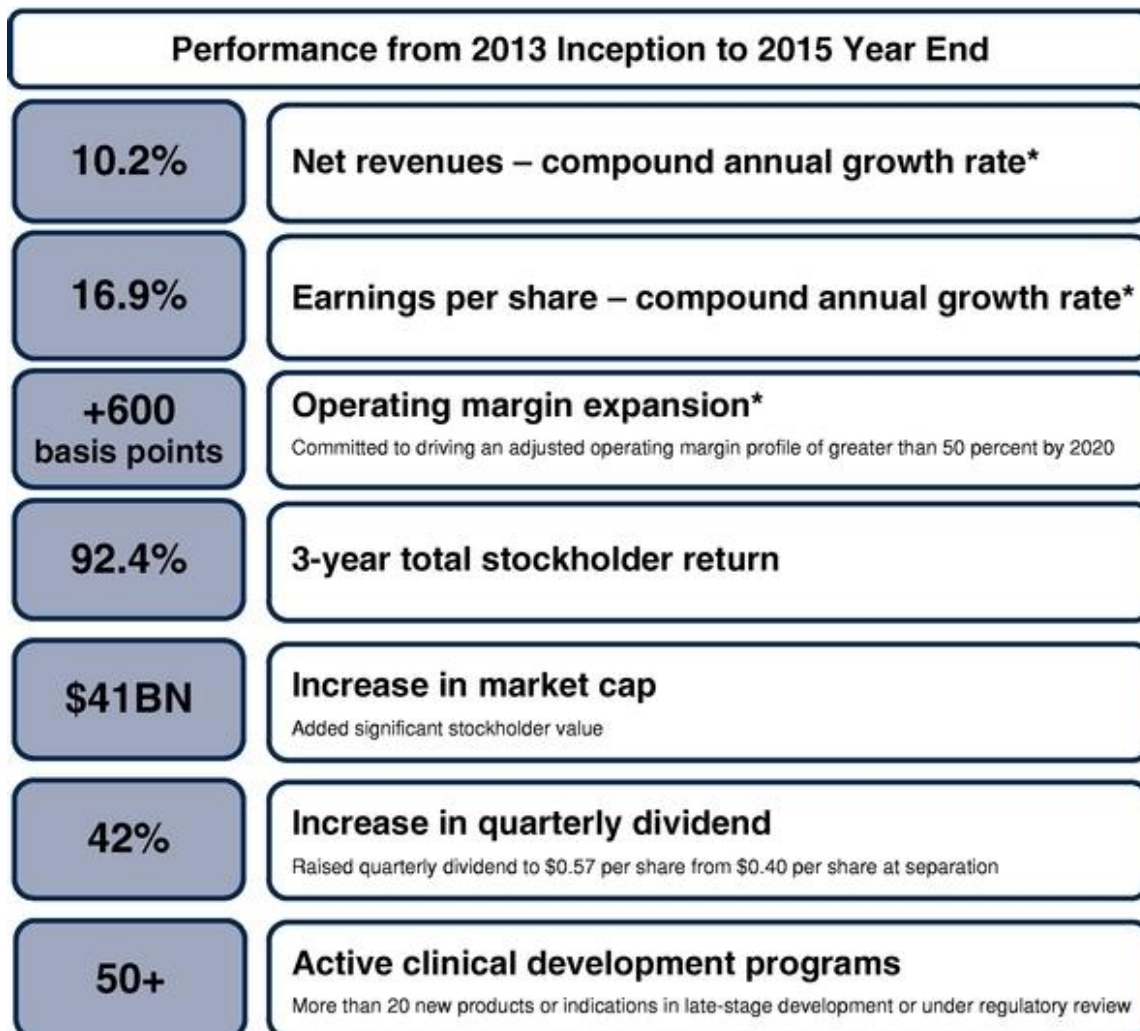 Performance from 2013 Inception to 2015 Year End
10.2%
Net revenues – compound annual growth rate*
16.9%
Earnings per share – compound annual growth rate*
+600
basis points
Operating margin expansion*
Committed to driving an adjusted operating margin profile of greater than 50 percent by 2020
92.4%
3-year total stockholder return
$41BN
Increase in market cap
Added significant stockholder value
42%
Increase in quarterly dividend
Raised quarterly dividend to $0.57 per share from $0.40 per share at separation
50+
Active clinical development programs
More than 20 new products or indications in late-stage development or under regulatory review